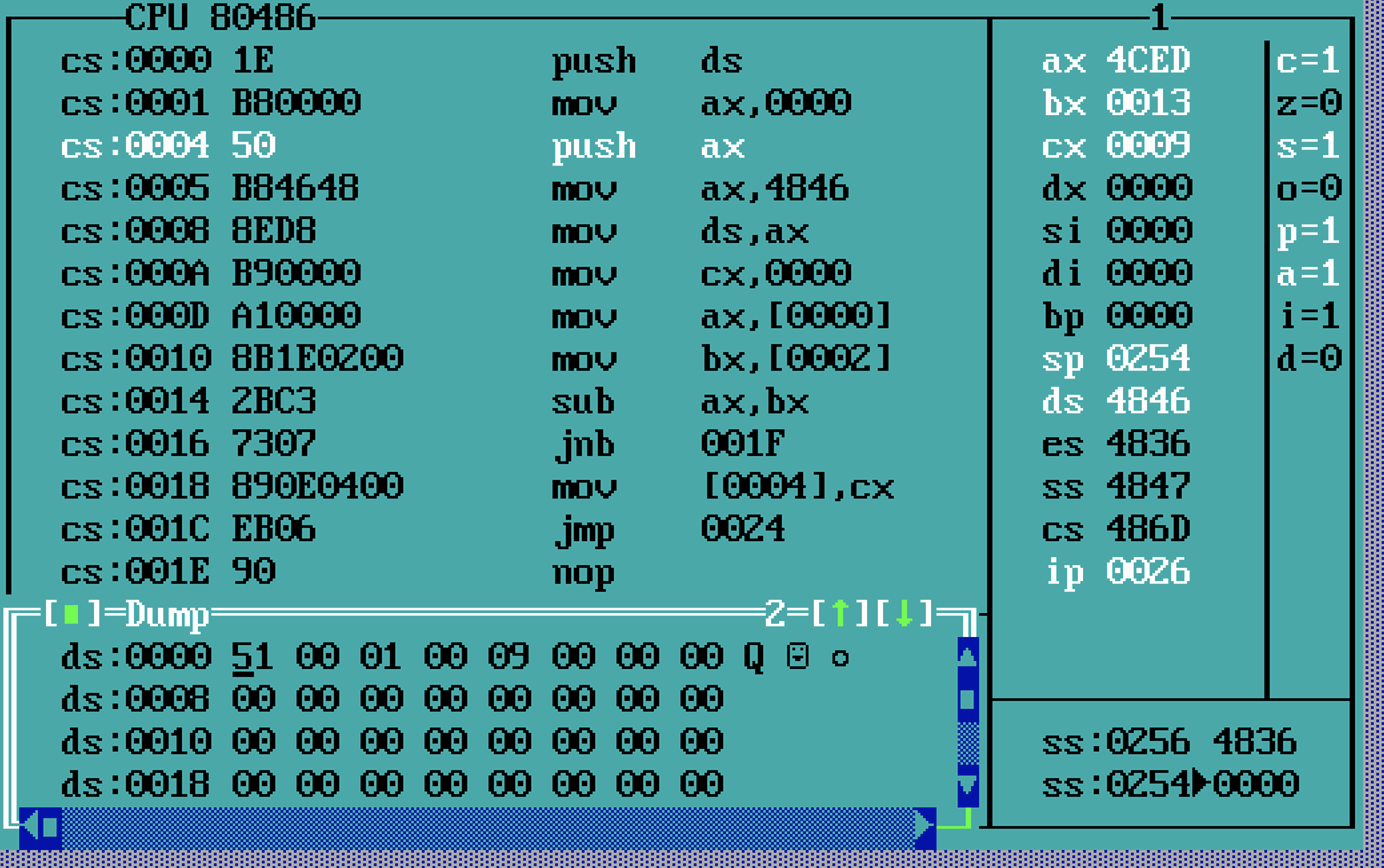 CPU 80486 1
cs:0000 1E push ds ax 4CED c=1
cs:0001 B80000 mov ax,0000 bx 0013 z=0
cs:0004 50 push ax cx 0009 s=1
cs:0005 B84648 mov ax,4846 dx 0000 o=0
cs:0008 8ED8 mov ds,ax si 0000 p=1
cs:000A B90000 mov cx,0000 di 0000 a=1
cs:000D A10000 mov ax,[0000] bp 0000 i=1
cs:0010 8B1E0200 mov bx,[0002] sp 0254 d=0
cs:0014 2BC3 sub ax,bx ds 4846
cs:0016 7307 jnb 001F es 4836
cs:0018 890E0400 mov [0004],cx ss 4847
cs:001C EB06 jmp 0024 cs 486D
cs:001E 90 nop ip 0026
[■]=Dump 2=[↑][↓]
ds:0000 51 00 01 00 09 00 00 00 Q ☺ ○
ds:0008 00 00 00 00 00 00 00 00
ds:0010 00 00 00 00 00 00 00 00 ss:0256 4836
ds:0018 00 00 00 00 00 00 00 00 ss:0254►0000